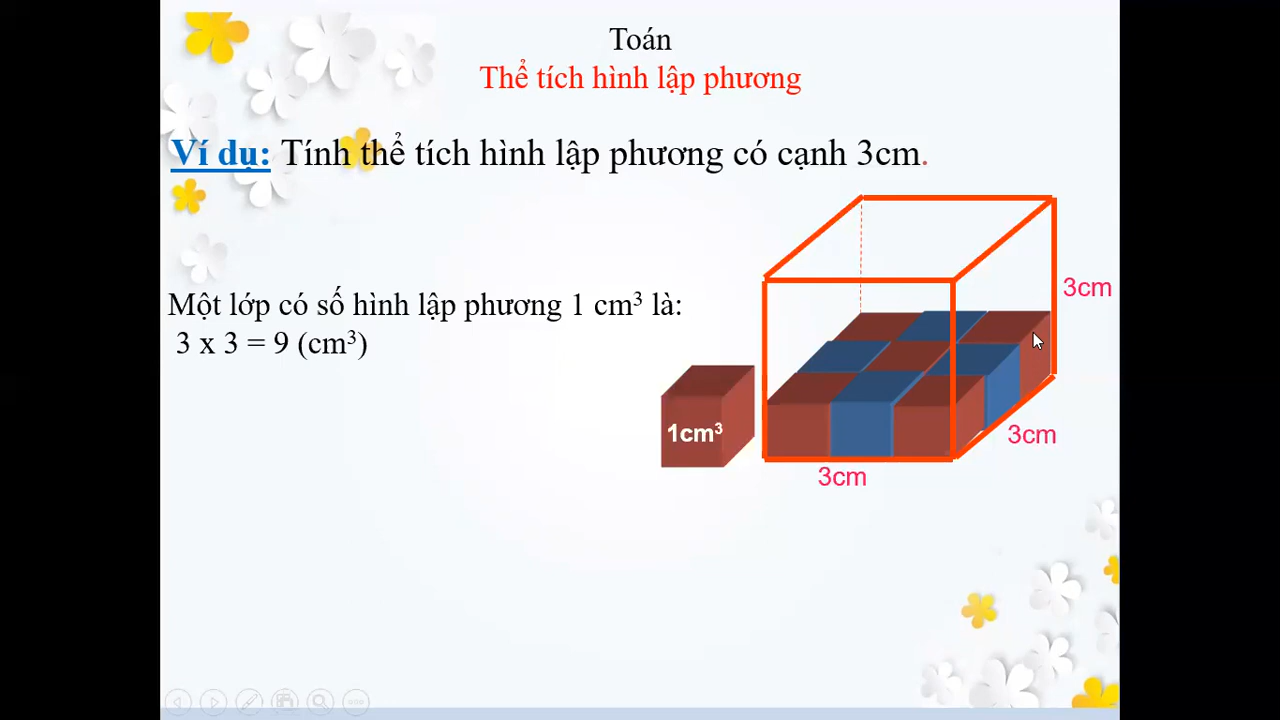 Toán
Thể tích hình lập phương
Ví dụ: Tính thể tích hình lập phương có cạnh 3cm.
Một lớp có số hình lập phương 1 cm³ là:
3 x 3 = 9 (cm³)
3cm
1cm³
3cm
3cm